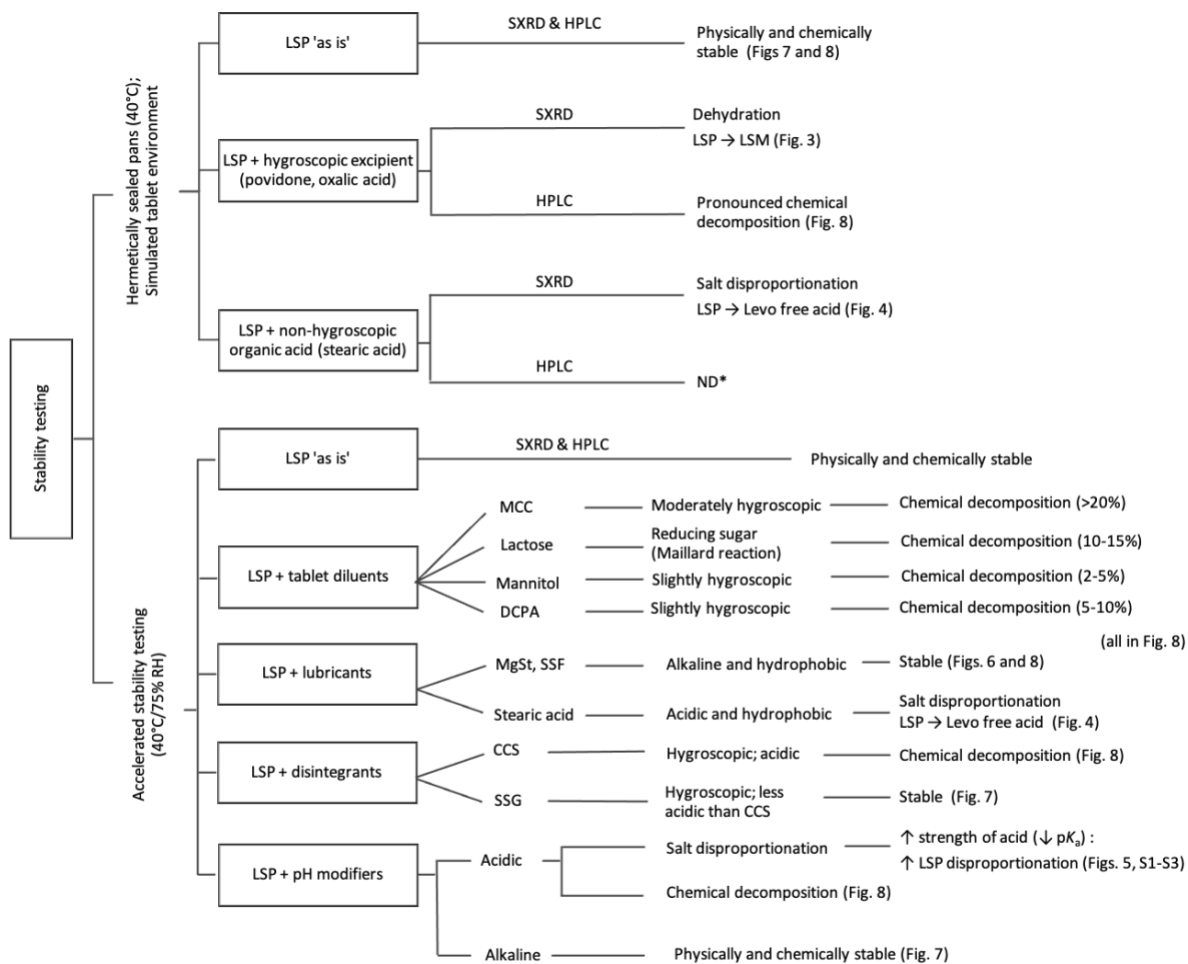 Stability testing
Hermetically sealed pans (40°C);
Simulated tablet environment
LSP 'as is'
SXRD & HPLC
Physically and chemically
stable (Figs 7 and 8)
LSP + hygroscopic excipient
(povidone, oxalic acid)
SXRD
Dehydration
LSP → LSM (Fig. 3)
HPLC
Pronounced chemical
decomposition (Fig. 8)
LSP + non-hygroscopic
organic acid (stearic acid)
SXRD
Salt disproportionation
LSP → Levo free acid (Fig. 4)
HPLC
ND*
Accelerated stability testing
(40°C/75% RH)
LSP 'as is'
SXRD & HPLC
Physically and chemically stable
LSP + tablet diluents
MCC
Moderately hygroscopic
Chemical decomposition (>20%)
Lactose
Reducing sugar
(Maillard reaction)
Chemical decomposition (10-15%)
Mannitol
Slightly hygroscopic
Chemical decomposition (2-5%)
DCPA
Slightly hygroscopic
Chemical decomposition (5-10%)
(all in Fig. 8)
LSP + lubricants
MgSt, SSF
Alkaline and hydrophobic
Stable (Figs. 6 and 8)
Stearic acid
Acidic and hydrophobic
Salt disproportionation
LSP → Levo free acid (Fig. 4)
LSP + disintegrants
CCS
Hygroscopic; acidic
Chemical decomposition (Fig. 8)
SSG
Hygroscopic; less
acidic than CCS
Stable (Fig. 7)
LSP + pH modifiers
Acidic
Salt disproportionation
↑ strength of acid (↓ pKa) :
↑ LSP disproportionation (Figs. 5, S1-S3)
Chemical decomposition (Fig. 8)
Alkaline
Physically and chemically stable (Fig. 7)